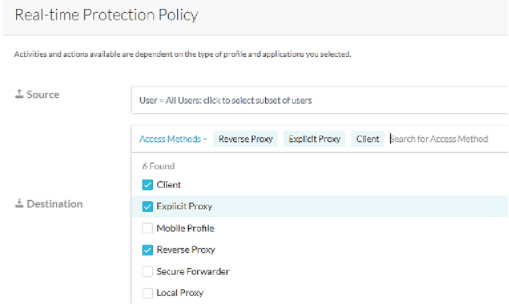 Real-time Protection Policy
Activities and actions available are dependent on the type of profile and applications you selected.
Source
User = All Users: click to select subset of users
Access Methods = Reverse Proxy Explicit Proxy Client Search for Access Method
6 Found
Client
Destination
Explicit Proxy
Mobile Profile
Reverse Proxy
Secure Forwarder
Local Proxy